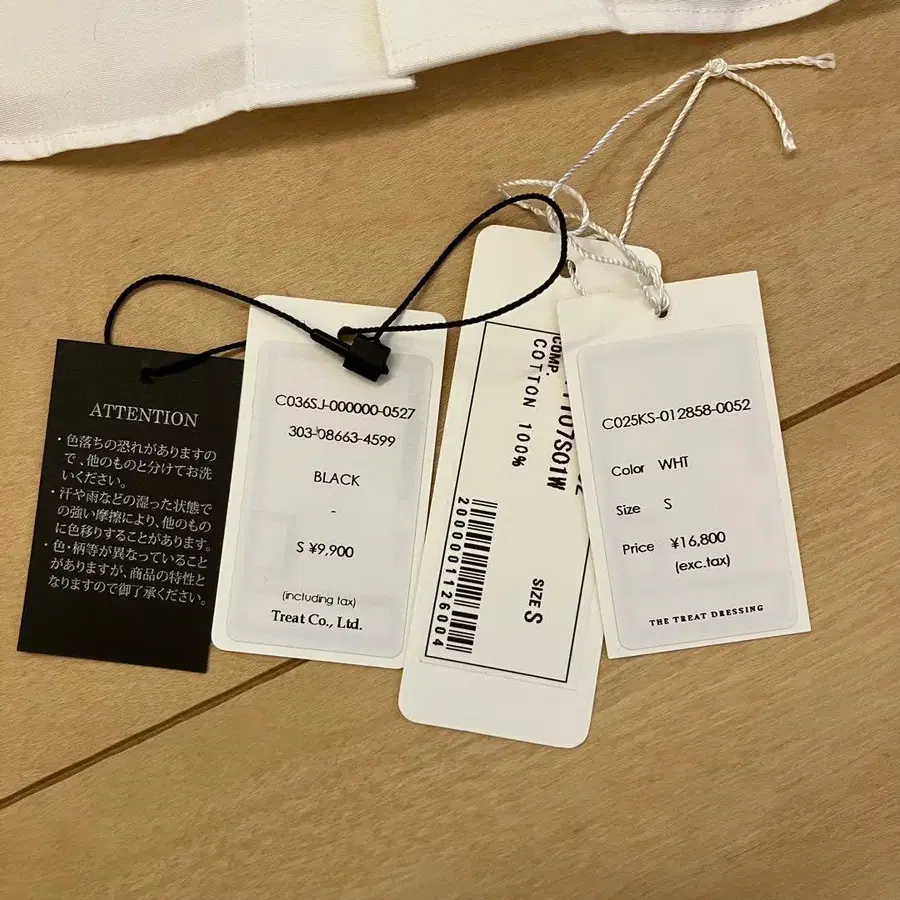 ATTENTION
・色落ちの恐れがありますの
で、他のものと分けてお洗
いください。
・汗や雨などの湿った状態で
の強い摩擦により、他のもの
に色移りすることがあります。
・色・柄等が異なっていること
がありますが、商品の特性と
なりますので御了承ください。
C036SJ-000000-0527
303-08663-4599
BLACK
-
S ¥9,900
(including tax)
Treat Co., Ltd.
COMP.
COTTON 100%
107S01W
SIZE S
2000001126004
C025KS-012858-0052
Color WHT
Size S
Price ¥16,800
(exc.tax)
THE TREAT DRESSING